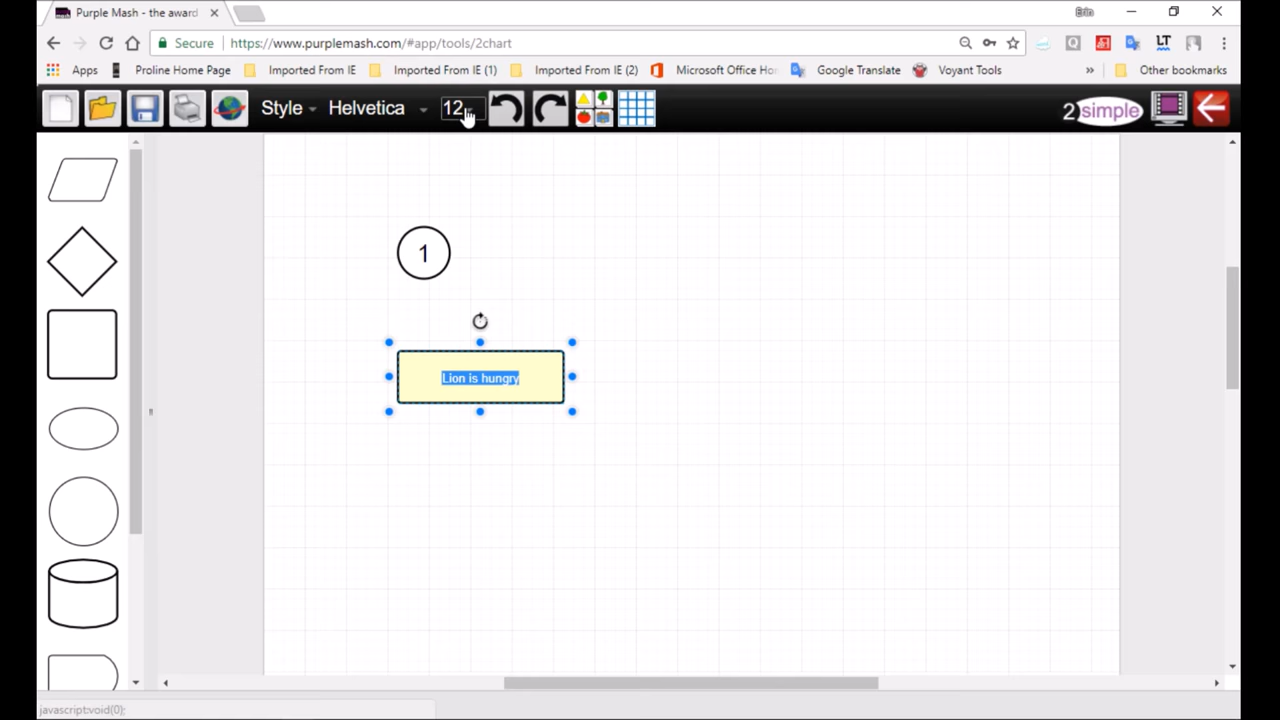 Purple Mash - the award
Erin
Secure
https://www.purplemash.com/#app/tools/2chart
Apps
Proline Home Page
Imported From IE
Imported From IE (1)
Imported From IE (2)
Microsoft Office Hon
Google Translate
Voyant Tools
»
Other bookmarks
Style
Helvetica
12
2simple
1
Lion is hungry
javascript:void(0);